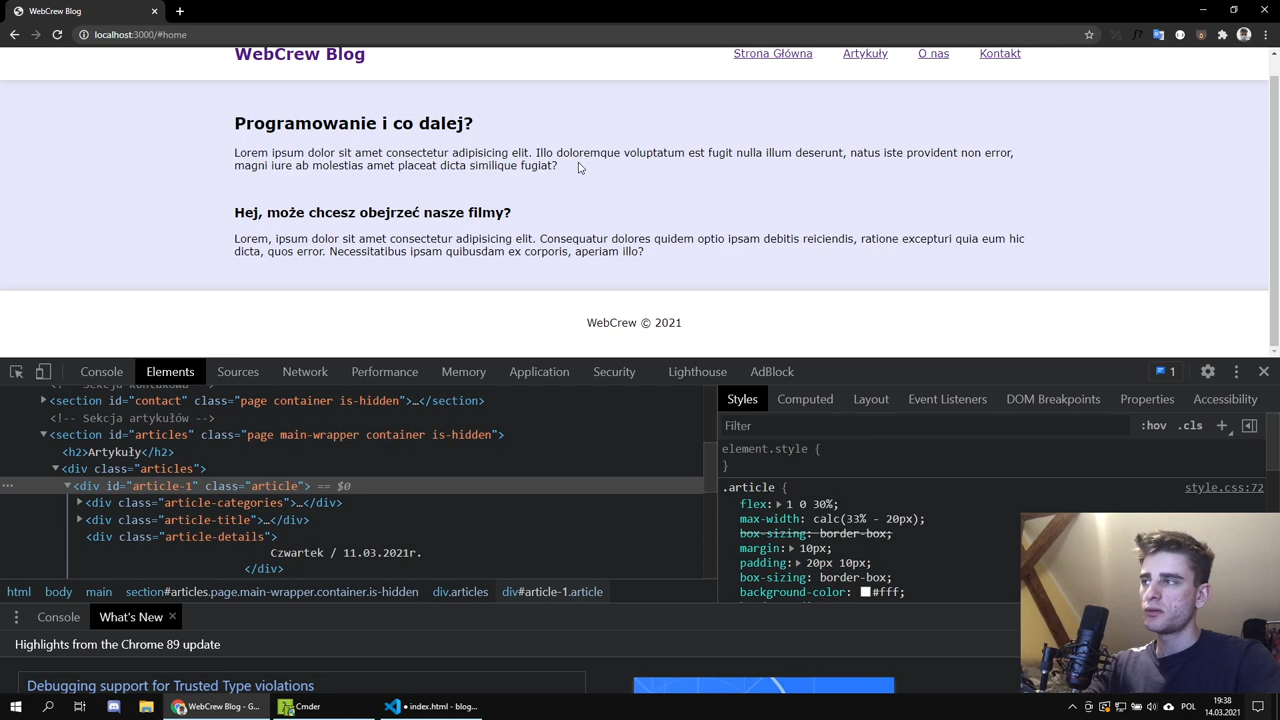 WebCrew Blog
localhost:3000/#home
WebCrew Blog
Strona Główna
Artykuły
O nas
Kontakt
Programowanie i co dalej?
Lorem ipsum dolor sit amet consectetur adipisicing elit. Illo doloremque voluptatum est fugit nulla illum deserunt, natus iste provident non error,
magni iure ab molestias amet placeat dicta similique fugiat?
Hej, może chcesz obejrzeć nasze filmy?
Lorem, ipsum dolor sit amet consectetur adipisicing elit. Consequatur dolores quidem optio ipsam debitis reiciendis, ratione excepturi quia eum hic
dicta, quos error. Necessitatibus ipsam quibusdam ex corporis, aperiam illo?
WebCrew © 2021
Console
Elements
Sources
Network
Performance
Memory
Application
Security
Lighthouse
AdBlock
1
<!-- Sekcja kontaktowa -->
<section id="contact" class="page container is-hidden">…</section>
<!-- Sekcja artykułów -->
<section id="articles" class="page main-wrapper container is-hidden">
<h2>Artykuły</h2>
<div class="articles">
<div id="article-1" class="article"> == $0
<div class="article-categories">…</div>
<div class="article-title">…</div>
<div class="article-details">
Czwartek / 11.03.2021r.
</div>
html
body
main
section#articles.page.main-wrapper.container.is-hidden
div.articles
div#article-1.article
Styles
Computed
Layout
Event Listeners
DOM Breakpoints
Properties
Accessibility
Filter
:hov
.cls
element.style {
}
.article {
style.css:72
flex: 1 0 30%;
max-width: calc(33% - 20px);
box-sizing: border-box;
margin: 10px;
padding: 20px 10px;
box-sizing: border-box;
background-color: #fff;
Console
What's New
Highlights from the Chrome 89 update
Debugging support for Trusted Type violations
WebCrew Blog - G...
Cmder
• index.html - blog...
POL
19:38
14.03.2021